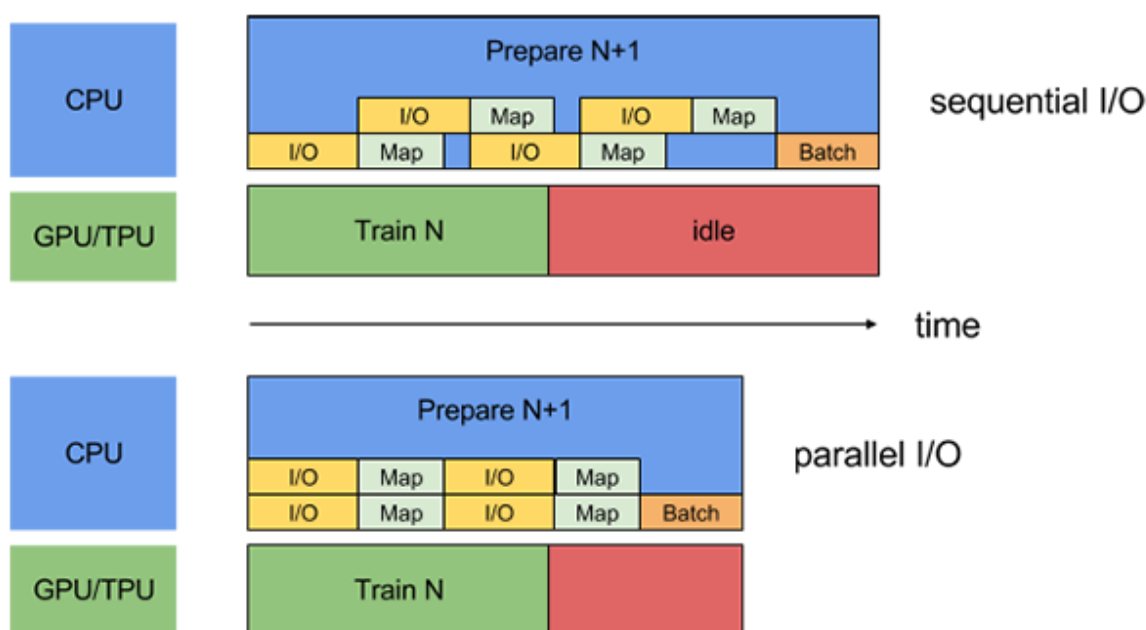 Prepare N+1
CPU
sequential I/O
I/O Map I/O Map
I/O Map I/O Map Batch
GPU/TPU
Train N
idle
time
Prepare N+1
CPU
parallel I/O
I/O Map I/O Map
I/O Map I/O Map Batch
GPU/TPU
Train N